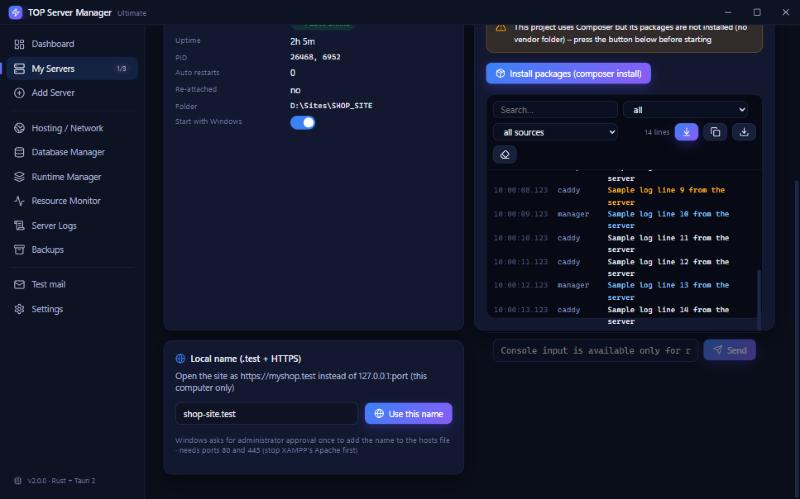 TOP Server Manager Ultimate
Dashboard
My Servers 1/3
Add Server
Hosting / Network
Database Manager
Runtime Manager
Resource Monitor
Server Logs
Backups
Test mail
Settings
v2.0.0 · Rust + Tauri 2
Uptime 2h 5m
PID 26468, 6952
Auto restarts 0
Re-attached no
Folder D:\Sites\SHOP_SITE
Start with Windows
Local name (.test + HTTPS)
Open the site as https://myshop.test instead of 127.0.0.1:port (this
computer only)
shop-site.test
Use this name
Windows asks for administrator approval once to add the name to the hosts file
· needs ports 80 and 443 (stop XAMPP's Apache first)
This project uses Composer but its packages are not installed (no
vendor folder) — press the button below before starting
Install packages (composer install)
Search...
all
all sources
14 lines
server
10:00:08.123 caddy Sample log line 9 from the
server
10:00:09.123 manager Sample log line 10 from the
server
10:00:10.123 caddy Sample log line 11 from the
server
10:00:11.123 caddy Sample log line 12 from the
server
10:00:12.123 manager Sample log line 13 from the
server
10:00:13.123 caddy Sample log line 14 from the
server
Console input is available only for r
Send